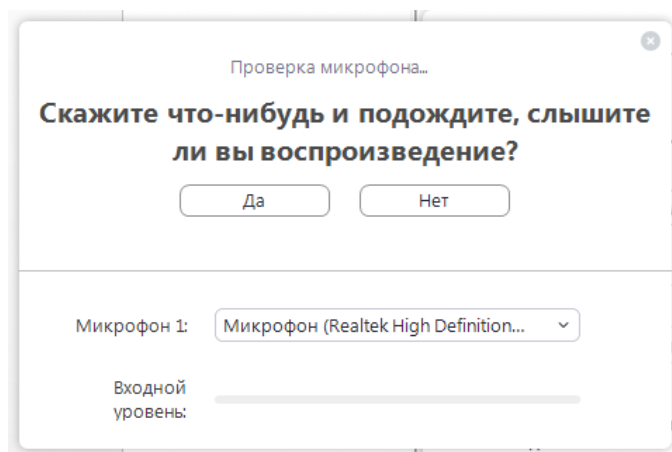 Проверка микрофона...
Скажите что-нибудь и подождите, слышите
ли вы воспроизведение?
Да
Нет
Микрофон 1:
Микрофон (Realtek High Definition...
Входной
уровень: